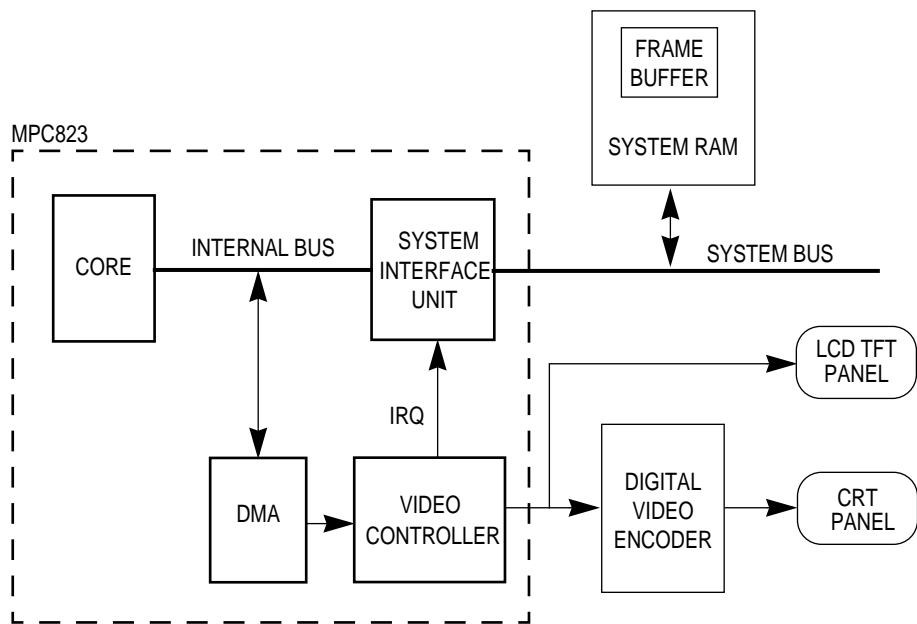 FRAME
BUFFER
SYSTEM RAM
MPC823
CORE
INTERNAL BUS
SYSTEM
INTERFACE
UNIT
SYSTEM BUS
LCD TFT
PANEL
IRQ
DMA
VIDEO
CONTROLLER
DIGITAL
VIDEO
ENCODER
CRT
PANEL